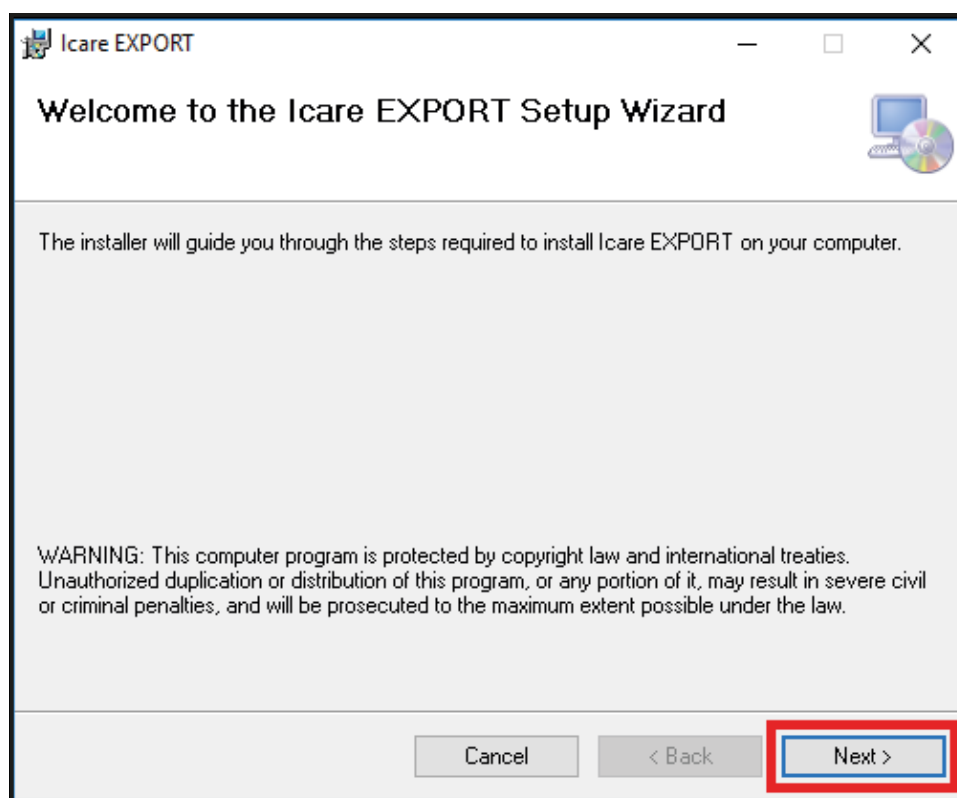 Icare EXPORT
Welcome to the Icare EXPORT Setup Wizard
The installer will guide you through the steps required to install Icare EXPORT on your computer.
WARNING: This computer program is protected by copyright law and international treaties.
Unauthorized duplication or distribution of this program, or any portion of it, may result in severe civil
or criminal penalties, and will be prosecuted to the maximum extent possible under the law.
Cancel < Back Next >